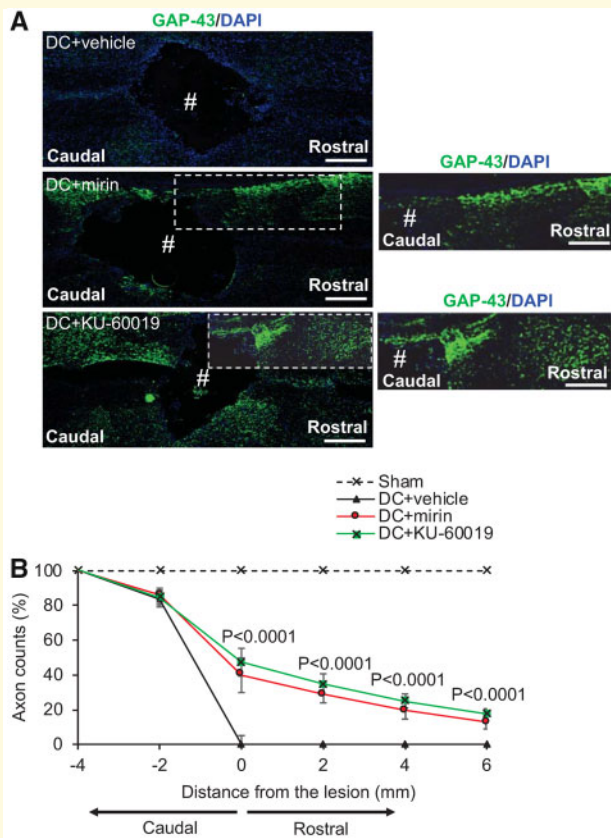 A
GAP-43/DAPI
DC+vehicle
#
Caudal
Rostral
DC+mirin
#
Caudal
Rostral
GAP-43/DAPI
#
Caudal
Rostral
DC+KU-60019
#
Caudal
Rostral
GAP-43/DAPI
#
Caudal
Rostral
Sham
DC+vehicle
DC+mirin
DC+KU-60019
B
Axon counts (%)
100
80
60
40
20
0
P<0.0001
P<0.0001
P<0.0001
P<0.0001
-4 -2 0 2 4 6
Distance from the lesion (mm)
Caudal Rostral